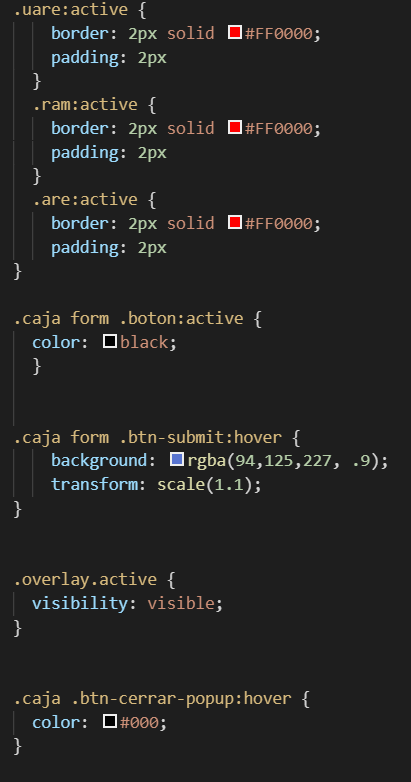 .uare:active {
    border: 2px solid #FF0000;
    padding: 2px
  }
  .ram:active {
    border: 2px solid #FF0000;
    padding: 2px
  }
  .are:active {
    border: 2px solid #FF0000;
    padding: 2px
}

.caja form .boton:active {
  color: black;
  }


.caja form .btn-submit:hover {
    background: rgba(94,125,227, .9);
    transform: scale(1.1);
}


.overlay.active {
  visibility: visible;
}


.caja .btn-cerrar-popup:hover {
  color: #000;
}